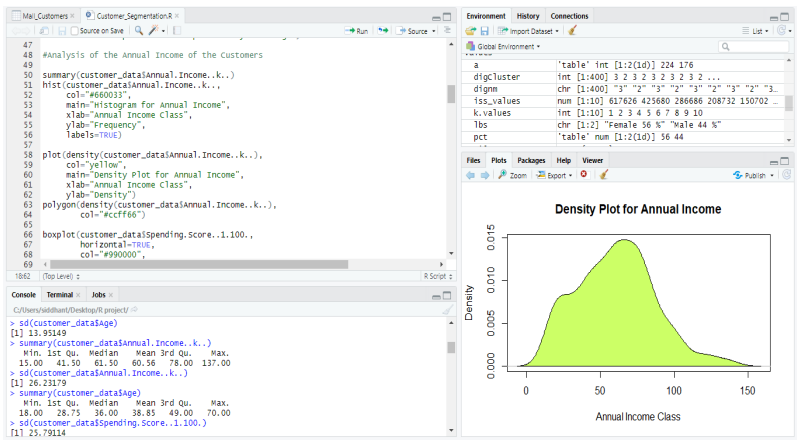 Mall_Customers × Customer_Segmentation.R ×
Source on Save Run Source
47
48 #Analysis of the Annual Income of the Customers
49
50 summary(customer_data$Annual.Income..k..)
51 hist(customer_data$Annual.Income..k..,
52 col="#660033",
53 main="Histogram for Annual Income",
54 xlab="Annual Income Class",
55 ylab="Frequency",
56 labels=TRUE)
57
58 plot(density(customer_data$Annual.Income..k..),
59 col="yellow",
60 main="Density Plot for Annual Income",
61 xlab="Annual Income Class",
62 ylab="Density")
63 polygon(density(customer_data$Annual.Income..k..),
64 col="#ccff66")
65
66 boxplot(customer_data$Spending.Score..1.100.,
67 horizontal=TRUE,
68 col="#990000",
69
18:62 (Top Level) R Script
Console Terminal × Jobs ×
C:/Users/siddhant/Desktop/R project/
> sd(customer_data$Age)
[1] 13.95149
> summary(customer_data$Annual.Income..k..)
Min. 1st Qu. Median Mean 3rd Qu. Max.
15.00 41.50 61.50 60.56 78.00 137.00
> sd(customer_data$Annual.Income..k..)
[1] 26.23179
> summary(customer_data$Age)
Min. 1st Qu. Median Mean 3rd Qu. Max.
18.00 28.75 36.00 38.85 49.00 70.00
> sd(customer_data$Spending.Score..1.100.)
[1] 25.79114
Environment History Connections
Import Dataset List
Global Environment
values
a 'table' int [1:2(1d)] 224 176
digCluster int [1:400] 3 2 3 2 3 2 3 2 3 2 ...
dignm chr [1:400] "3" "2" "3" "2" "3" "2" "3" "2" "3…
iss_values num [1:10] 617626 425680 286686 208732 150702 ...
k.values int [1:10] 1 2 3 4 5 6 7 8 9 10
lbs chr [1:2] "Female 56 %" "Male 44 %"
pct 'table' num [1:2(1d)] 56 44
Files Plots Packages Help Viewer
Zoom Export Publish
Density Plot for Annual Income
0.015
0.010
0.005
0.000
Density
0 50 100 150
Annual Income Class